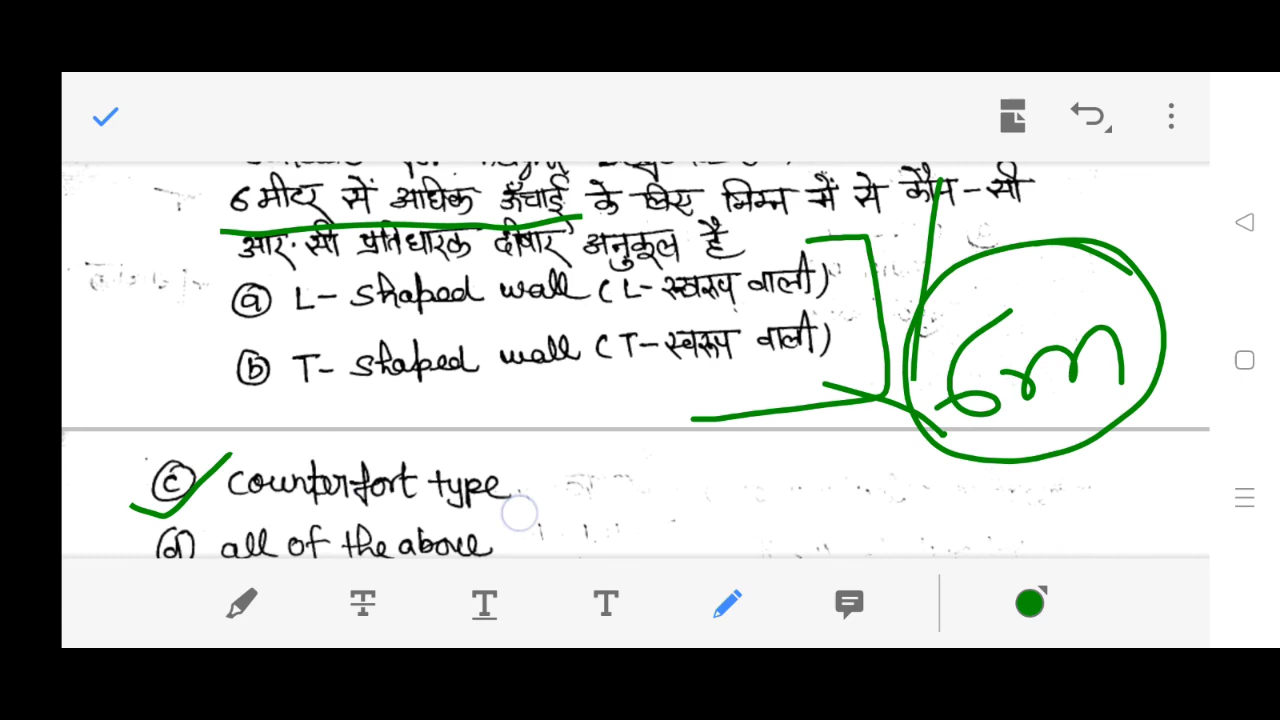 6 मीटर से अधिक ऊँचाई के लिए निम्न में से कौन-सी
आर. सी प्रतिधारक दीवार अनुकूल है
ⓐ L- shaped wall (L-स्वरूप वाली)
ⓑ T- shaped wall (T-स्वरूप वाली)
6m
ⓒ counterfort type
ⓓ all of the above